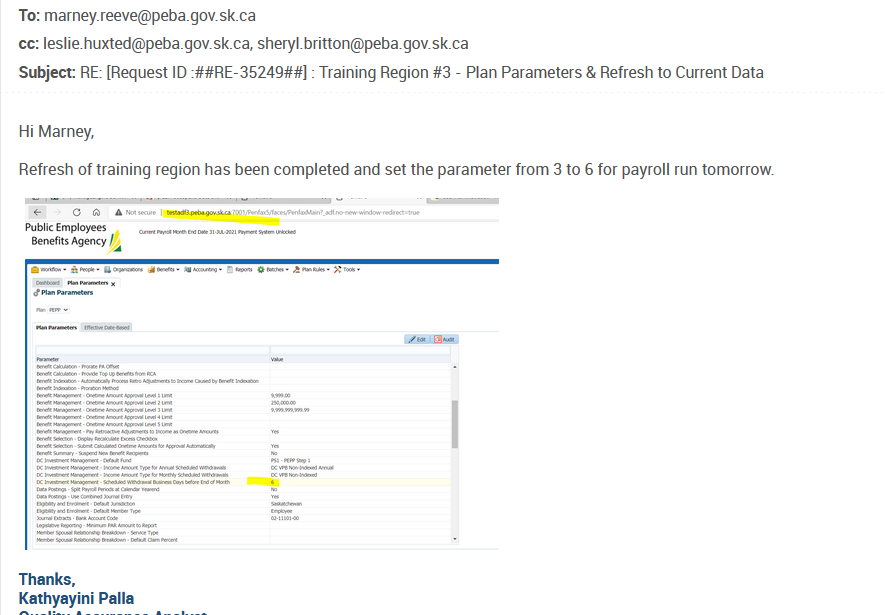 To: marney.reeve@peba.gov.sk.ca
cc: leslie.huxted@peba.gov.sk.ca, sheryl.britton@peba.gov.sk.ca
Subject: RE: [Request ID :##RE-35249##] : Training Region #3 - Plan Parameters & Refresh to Current Data
Hi Marney,
Refresh of training region has been completed and set the parameter from 3 to 6 for payroll run tomorrow.
Not secure | testadf3.peba.gov.sk.ca:7001/Penfax5/faces/PenfaxMain?_adf.no-new-window-redirect=true
Public Employees
Benefits Agency
Current Payroll Month End Date 31-JUL-2021 Payment System Unlocked
Workflow People Organizations Benefits Accounting Reports Batches Plan Rules Tools
Dashboard Plan Parameters x
Plan Parameters
Plan PEPP
Plan Parameters Effective Date-Based
Edit Audit
Parameter Value
Benefit Calculation - Prorate PA Offset
Benefit Calculation - Provide Top Up Benefits from RCA
Benefit Indexation - Automatically Process Retro Adjustments to Income Caused by Benefit Indexation
Benefit Indexation - Proration Method
Benefit Management - Onetime Amount Approval Level 1 Limit 9,999.00
Benefit Management - Onetime Amount Approval Level 2 Limit 250,000.00
Benefit Management - Onetime Amount Approval Level 3 Limit 9,999,999,999.99
Benefit Management - Onetime Amount Approval Level 4 Limit
Benefit Management - Onetime Amount Approval Level 5 Limit
Benefit Management - Pay Retroactive Adjustments to Income as Onetime Amounts Yes
Benefit Selection - Display Recalculate Excess Checkbox
Benefit Selection - Submit Calculated Onetime Amounts for Approval Automatically Yes
Benefit Summary - Suspend New Benefit Recipients No
DC Investment Management - Default Fund PS1 - PEPP Step 1
DC Investment Management - Income Amount Type for Annual Scheduled Withdrawals DC VPB Non-Indexed Annual
DC Investment Management - Income Amount Type for Monthly Scheduled Withdrawals DC VPB Non-Indexed
DC Investment Management - Scheduled Withdrawal Business Days before End of Month 6
Data Postings - Split Payroll Periods at Calendar Yearend No
Data Postings - Use Combined Journal Entry Yes
Eligibility and Enrolment - Default Jurisdiction Saskatchewan
Eligibility and Enrolment - Default Member Type Employee
Journal Extracts - Bank Account Code 02-11101-00
Legislative Reporting - Minimum PAR Amount to Report
Member Spousal Relationship Breakdown - Service Type
Member Spousal Relationship Breakdown - Default Claim Percent
Thanks,
Kathyayini Palla
Quality Assurance Analyst